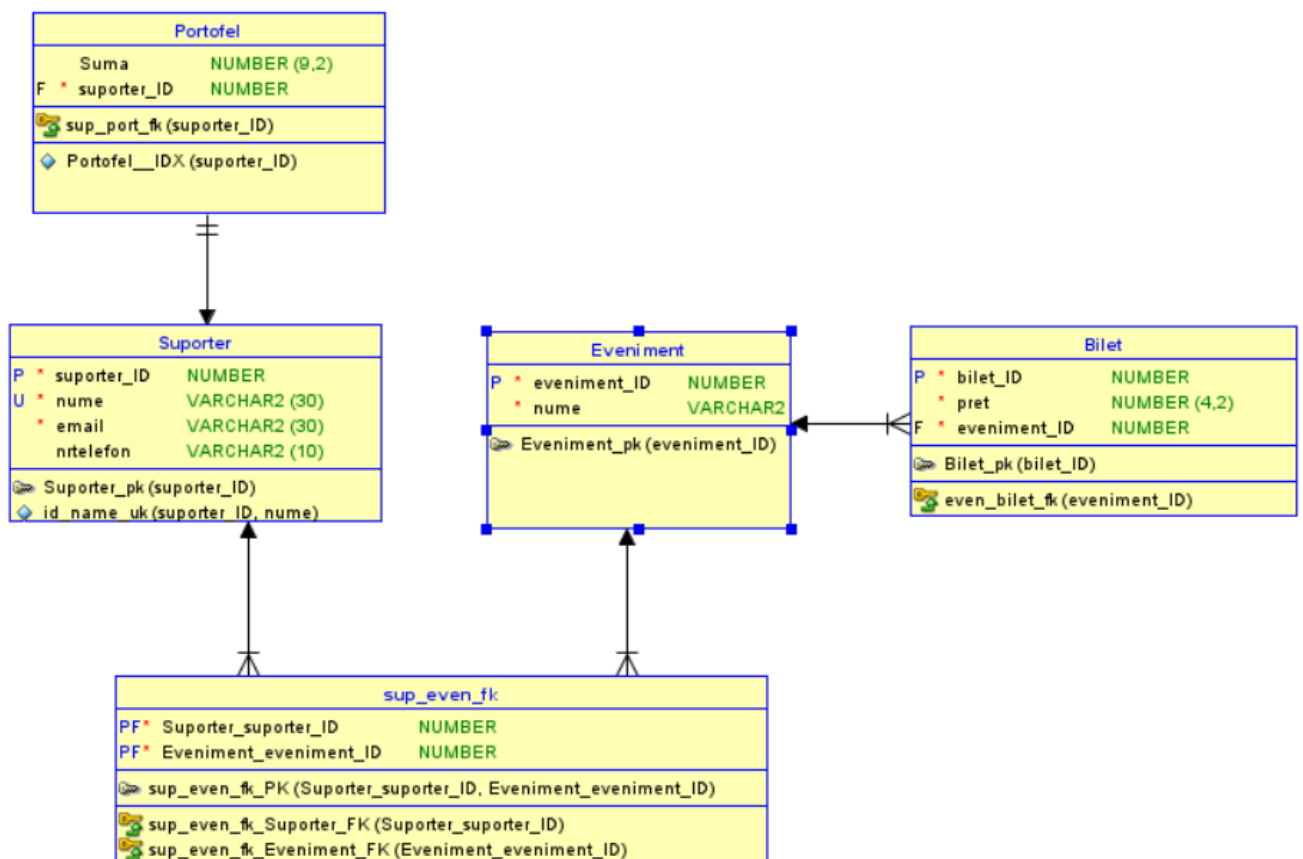 Portofel
Suma NUMBER (9,2)
F * suporter_ID NUMBER
sup_port_fk (suporter_ID)
Portofel__IDX (suporter_ID)
Suporter
P * suporter_ID NUMBER
U * nume VARCHAR2 (30)
* email VARCHAR2 (30)
nrtelefon VARCHAR2 (10)
Suporter_pk (suporter_ID)
id_name_uk (suporter_ID, nume)
Eveniment
P * eveniment_ID NUMBER
* nume VARCHAR2
Eveniment_pk (eveniment_ID)
Bilet
P * bilet_ID NUMBER
* pret NUMBER (4,2)
F * eveniment_ID NUMBER
Bilet_pk (bilet_ID)
even_bilet_fk (eveniment_ID)
sup_even_fk
PF* Suporter_suporter_ID NUMBER
PF* Eveniment_eveniment_ID NUMBER
sup_even_fk_PK (Suporter_suporter_ID, Eveniment_eveniment_ID)
sup_even_fk_Suporter_FK (Suporter_suporter_ID)
sup_even_fk_Eveniment_FK (Eveniment_eveniment_ID)